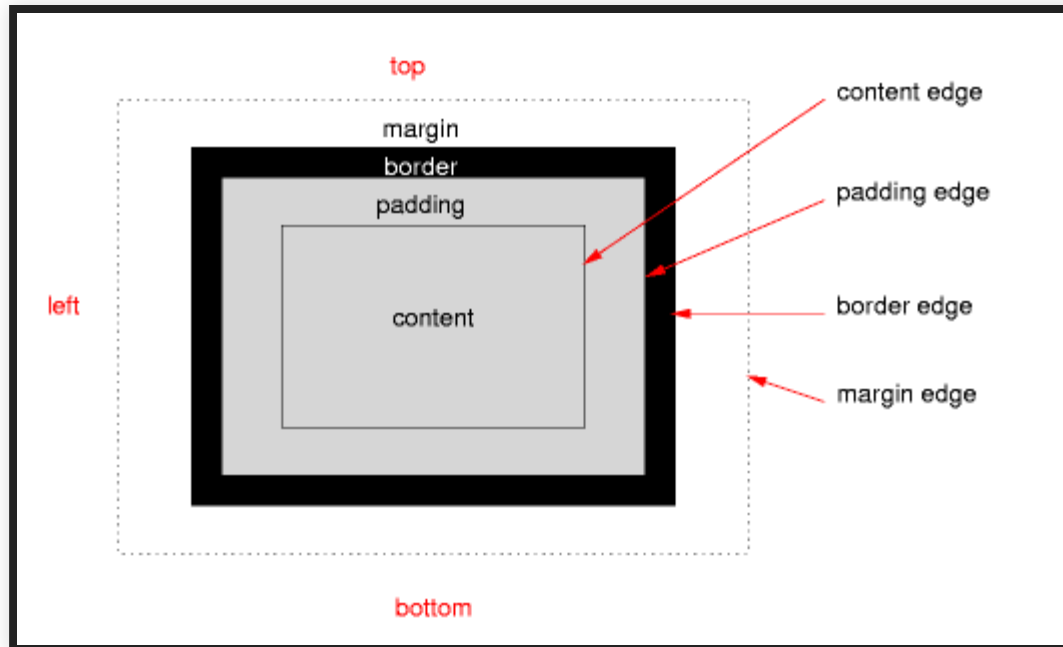 top
content edge
margin
border
padding edge
padding
left
border edge
content
margin edge
bottom